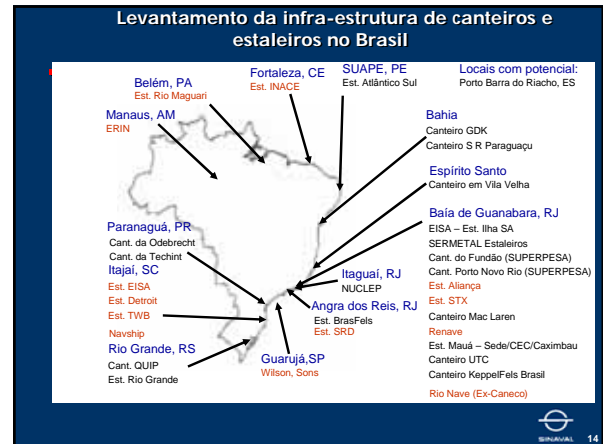 Levantamento da infra-estrutura de canteiros e
estaleiros no Brasil
Belém, PA
Est. Rio Maguari
Manaus, AM
ERIN
Fortaleza, CE
Est. INACE
SUAPE, PE
Est. Atlântico Sul
Locais com potencial:
Porto Barra do Riacho, ES
Bahia
Canteiro GDK
Canteiro S R Paraguaçu
Espírito Santo
Canteiro em Vila Velha
Baía de Guanabara, RJ
EISA – Est. Ilha SA
SERMETAL Estaleiros
Cant. do Fundão (SUPERPESA)
Cant. Porto Novo Rio (SUPERPESA)
Est. Aliança
Est. STX
Canteiro Mac Laren
Renave
Est. Mauá – Sede/CEC/Caximbau
Canteiro UTC
Canteiro KeppelFels Brasil
Rio Nave (Ex-Caneco)
Paranaguá, PR
Cant. da Odebrecht
Cant. da Techint
Itajaí, SC
Est. EISA
Est. Detroit
Est. TWB
Navship
Rio Grande, RS
Cant. QUIP
Est. Rio Grande
Itaguaí, RJ
NUCLEP
Angra dos Reis, RJ
Est. BrasFels
Est. SRD
Guarujá,SP
Wilson, Sons
SINAVAL
14